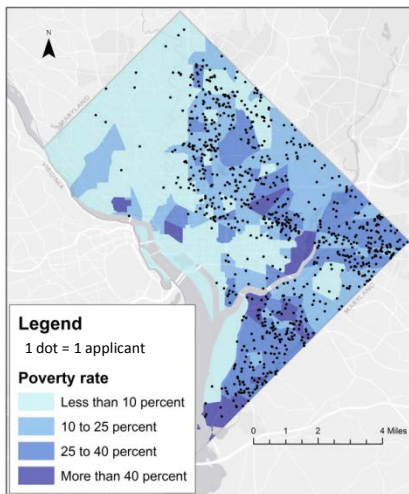 N
MARYLAND
VIRGINIA
MARYLAND
Legend
1 dot = 1 applicant
Poverty rate
Less than 10 percent
10 to 25 percent
25 to 40 percent
More than 40 percent
0 1 2 4 Miles